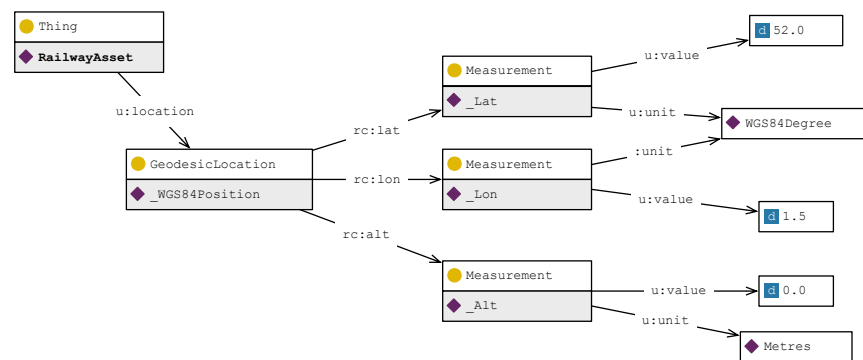 Thing
RailwayAsset
u:location
GeodesicLocation
_WGS84Position
rc:lat
rc:lon
rc:alt
Measurement
_Lat
u:value
d 52.0
u:unit
WGS84Degree
Measurement
_Lon
:unit
u:value
d 1.5
Measurement
_Alt
u:value
d 0.0
u:unit
Metres